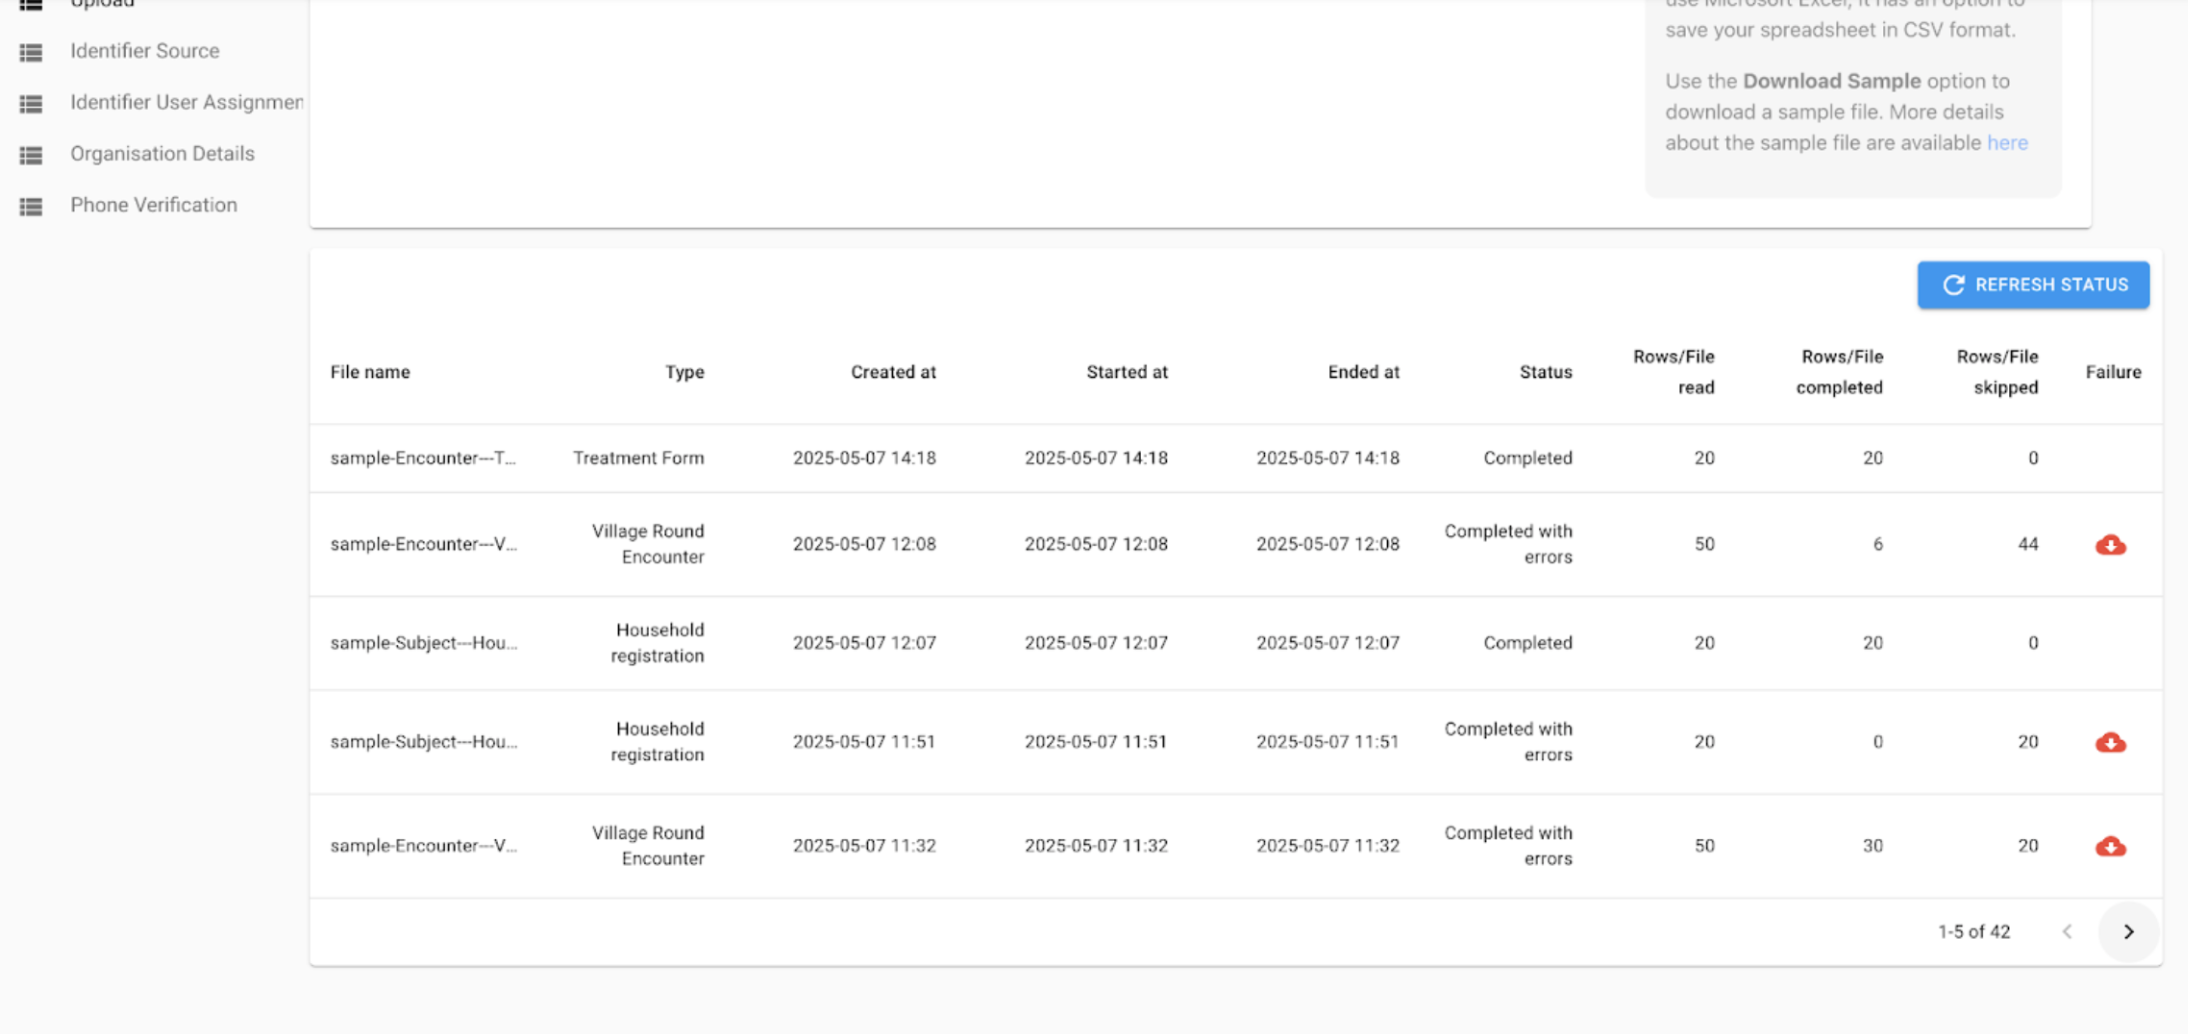 Upload
Identifier Source
Identifier User Assignmen
Organisation Details
Phone Verification
use Microsoft Excel, it has an option to
save your spreadsheet in CSV format.
Use the Download Sample option to
download a sample file. More details
about the sample file are available here
REFRESH STATUS
File name Type Created at Started at Ended at Status Rows/File read Rows/File completed Rows/File skipped Failure
sample-Encounter---T... Treatment Form 2025-05-07 14:18 2025-05-07 14:18 2025-05-07 14:18 Completed 20 20 0
sample-Encounter---V... Village Round Encounter 2025-05-07 12:08 2025-05-07 12:08 2025-05-07 12:08 Completed with errors 50 6 44
sample-Subject---Hou... Household registration 2025-05-07 12:07 2025-05-07 12:07 2025-05-07 12:07 Completed 20 20 0
sample-Subject---Hou... Household registration 2025-05-07 11:51 2025-05-07 11:51 2025-05-07 11:51 Completed with errors 20 0 20
sample-Encounter---V... Village Round Encounter 2025-05-07 11:32 2025-05-07 11:32 2025-05-07 11:32 Completed with errors 50 30 20
1-5 of 42